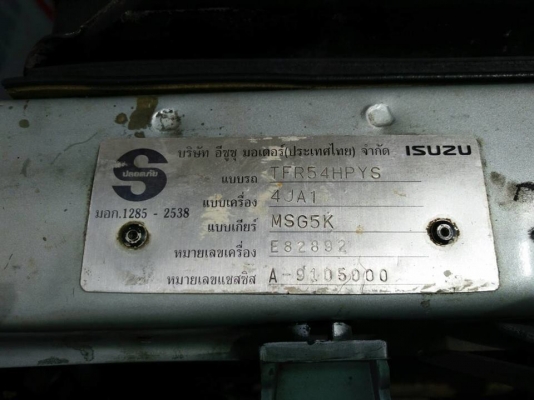 บริษัท อีซูซุ มอเตอร์(ประเทศไทย) จำกัด ISUZU
S
ปลอดภัย
มอก.1285 - 2538
แบบรถ TFR54HPYS
แบบเครื่อง 4JA1
แบบเกียร์ MSG5K
หมายเลขเครื่อง E82892
หมายเลขแชสซีส์ A-9105000